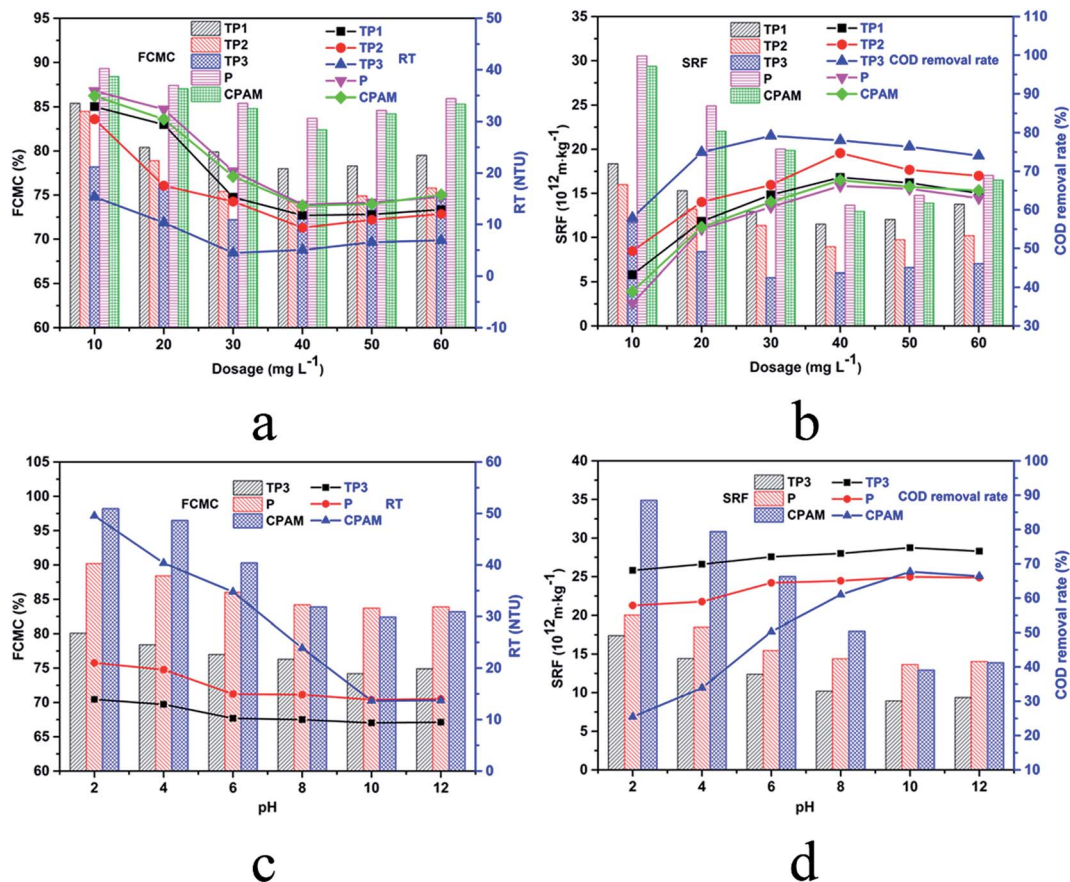 95
90
85
80
75
70
65
60
FCMC (%)
TP1
TP2
TP3
P
CPAM
FCMC
TP1
TP2
TP3
P
CPAM
RT
50
40
30
20
10
0
-10
RT (NTU)
10 20 30 40 50 60
Dosage (mg L⁻¹)
a
35
30
25
20
15
10
5
0
SRF (10¹²m·kg⁻¹)
TP1
TP2
TP3
P
CPAM
SRF
TP1
TP2
TP3 COD removal rate
P
CPAM
110
100
90
80
70
60
50
40
30
COD removal rate (%)
10 20 30 40 50 60
Dosage (mg L⁻¹)
b
105
100
95
90
85
80
75
70
65
60
FCMC (%)
FCMC
TP3
P
CPAM
TP3
P RT
CPAM
60
50
40
30
20
10
0
RT (NTU)
2 4 6 8 10 12
pH
c
40
35
30
25
20
15
10
5
0
SRF (10¹²m·kg⁻¹)
SRF
TP3
P
CPAM
TP3
P COD removal rate
CPAM
100
90
80
70
60
50
40
30
20
10
COD removal rate (%)
2 4 6 8 10 12
pH
d